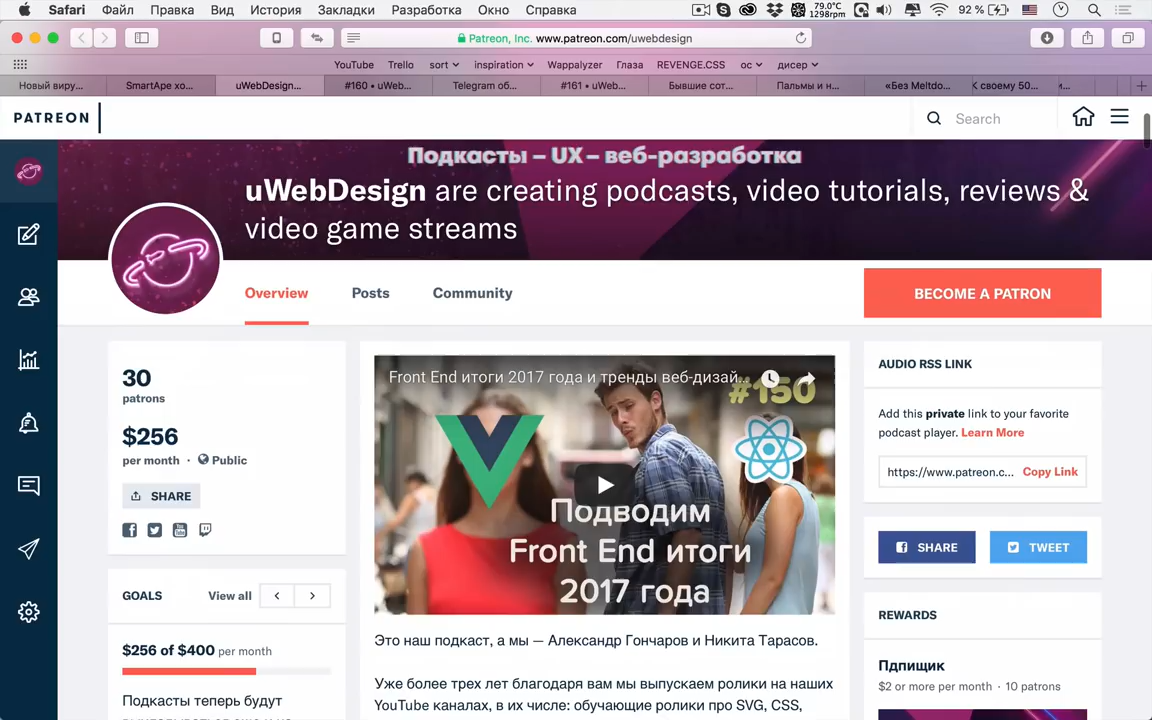 Safari Файл Правка Вид История Закладки Разработка Окно Справка 79.0°C 1298rpm 92 %
Patreon, Inc. www.patreon.com/uwebdesign
YouTube Trello sort inspiration Wappalyzer Глаза REVENGE.CSS ос дисер
Новый виру... SmartApe хо... uWebDesign... #160 • uWeb... Telegram об... #161 • uWeb... Бывшие сот... Пальмы и н... «Без Meltdo... К своему 50... и...
PATREON Search
Подкасты – UX – веб-разработка
uWebDesign are creating podcasts, video tutorials, reviews &
video game streams
Overview Posts Community BECOME A PATRON
30
patrons
$256
per month · Public
SHARE
GOALS View all
$256 of $400 per month
Подкасты теперь будут
Front End итоги 2017 года и тренды веб-дизай...
#150
Подводим
Front End итоги
2017 года
Это наш подкаст, а мы — Александр Гончаров и Никита Тарасов.
Уже более трех лет благодаря вам мы выпускаем ролики на наших
YouTube каналах, в их числе: обучающие ролики про SVG, CSS,
AUDIO RSS LINK
Add this private link to your favorite
podcast player. Learn More
https://www.patreon.c... Copy Link
SHARE TWEET
REWARDS
Пдпищик
$2 or more per month · 10 patrons